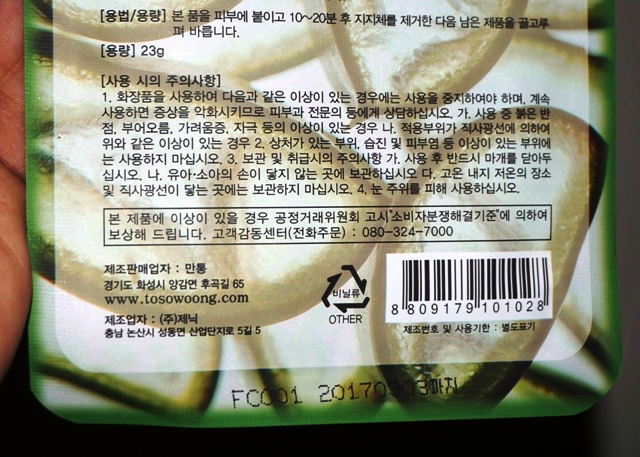 [용법/용량] 본 품을 피부에 붙이고 10~20분 후 지지체를 제거한 다음 남은 제품을 골고루
펴 바릅니다.
[용량] 23g
[사용 시의 주의사항]
1. 화장품을 사용하여 다음과 같은 이상이 있는 경우에는 사용을 중지하여야 하며, 계속
사용하면 증상을 악화시키므로 피부과 전문의 등에게 상담하십시오. 가. 사용 중 붉은 반
점, 부어오름, 가려움증, 자극 등의 이상이 있는 경우 나. 적용부위가 직사광선에 의하여
위와 같은 이상이 있는 경우 2. 상처가 있는 부위, 습진 및 피부염 등 이상이 있는 부위에
는 사용하지 마십시오. 3. 보관 및 취급시의 주의사항 가. 사용 후 반드시 마개를 닫아두
십시오. 나. 유아·소아의 손이 닿지 않는 곳에 보관하십시오 다. 고온 내지 저온의 장소
및 직사광선이 닿는 곳에는 보관하지 마십시오. 4. 눈 주위를 피해 사용하십시오.
본 제품에 이상이 있을 경우 공정거래위원회 고시"소비자분쟁해결기준"에 의하여
보상해 드립니다. 고객감동센터(전화주문) : 080-324-7000
제조판매업자 : 만통
경기도 화성시 양감면 후곡길 65
www.tosowoong.com
제조업자 : (주)제닉
충남 논산시 성동면 산업단지로 5길 5
비닐류
OTHER
8 809179 101028
제조번호 및 사용기한 : 별도표기
FC001 20170903까지